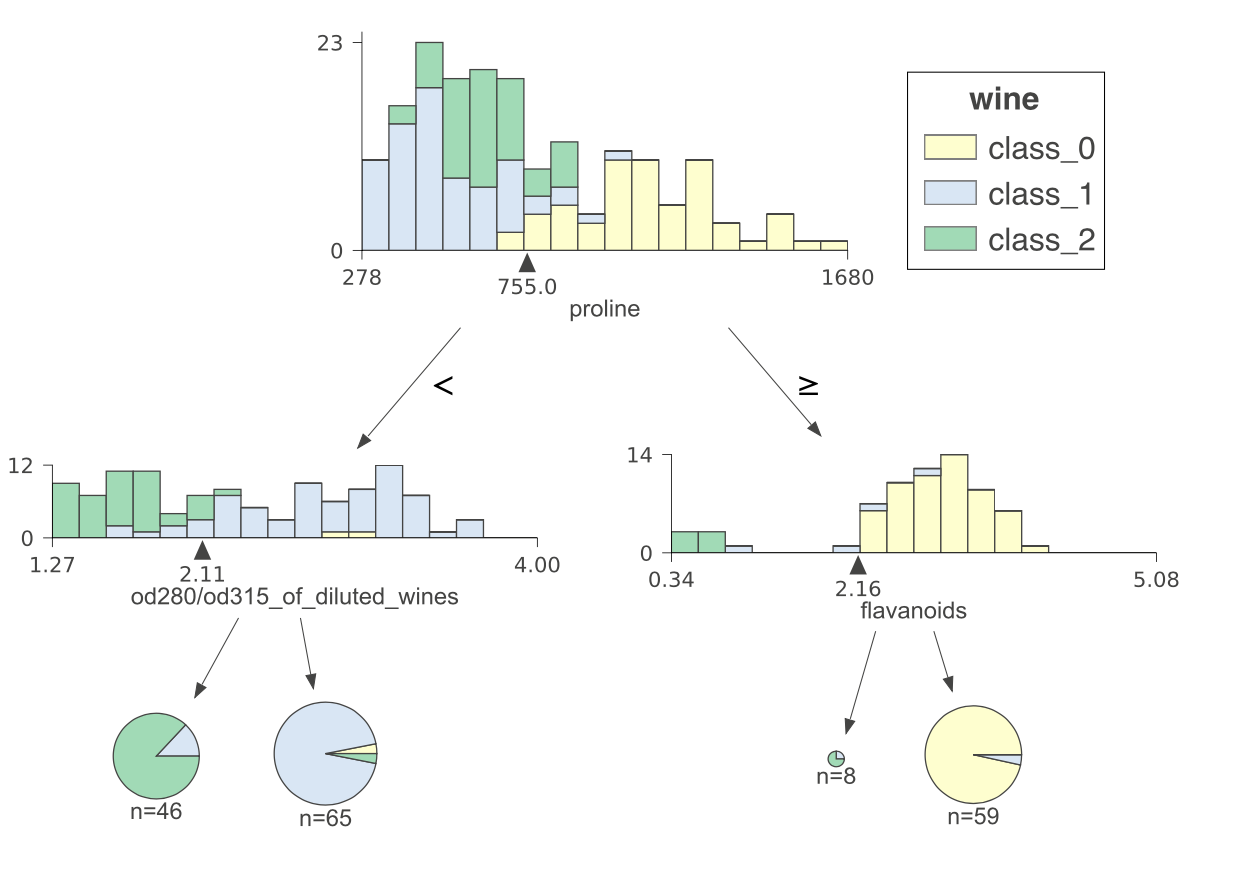 23
0
278
755.0
1680
proline
wine
class_0
class_1
class_2
<
≥
12
0
1.27
2.11
4.00
od280/od315_of_diluted_wines
14
0
0.34
2.16
5.08
flavanoids
n=46
n=65
n=8
n=59